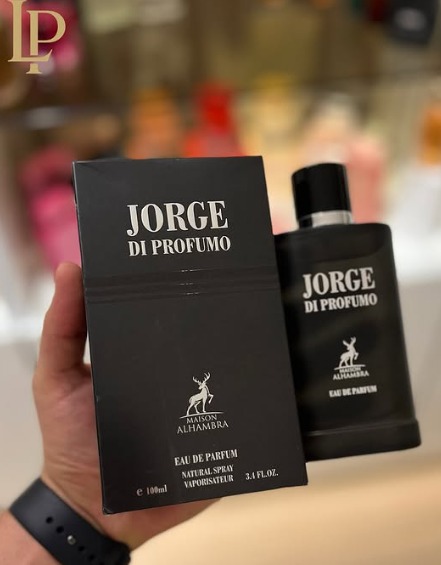 LP
JORGE
DI PROFUMO
MAISON
ALHAMBRA
EAU DE PARFUM
NATURAL SPRAY
VAPORISATEUR
3.4 FL.OZ.
e 100ml
JORGE
DI PROFUMO
MAISON
ALHAMBRA
EAU DE PARFUM